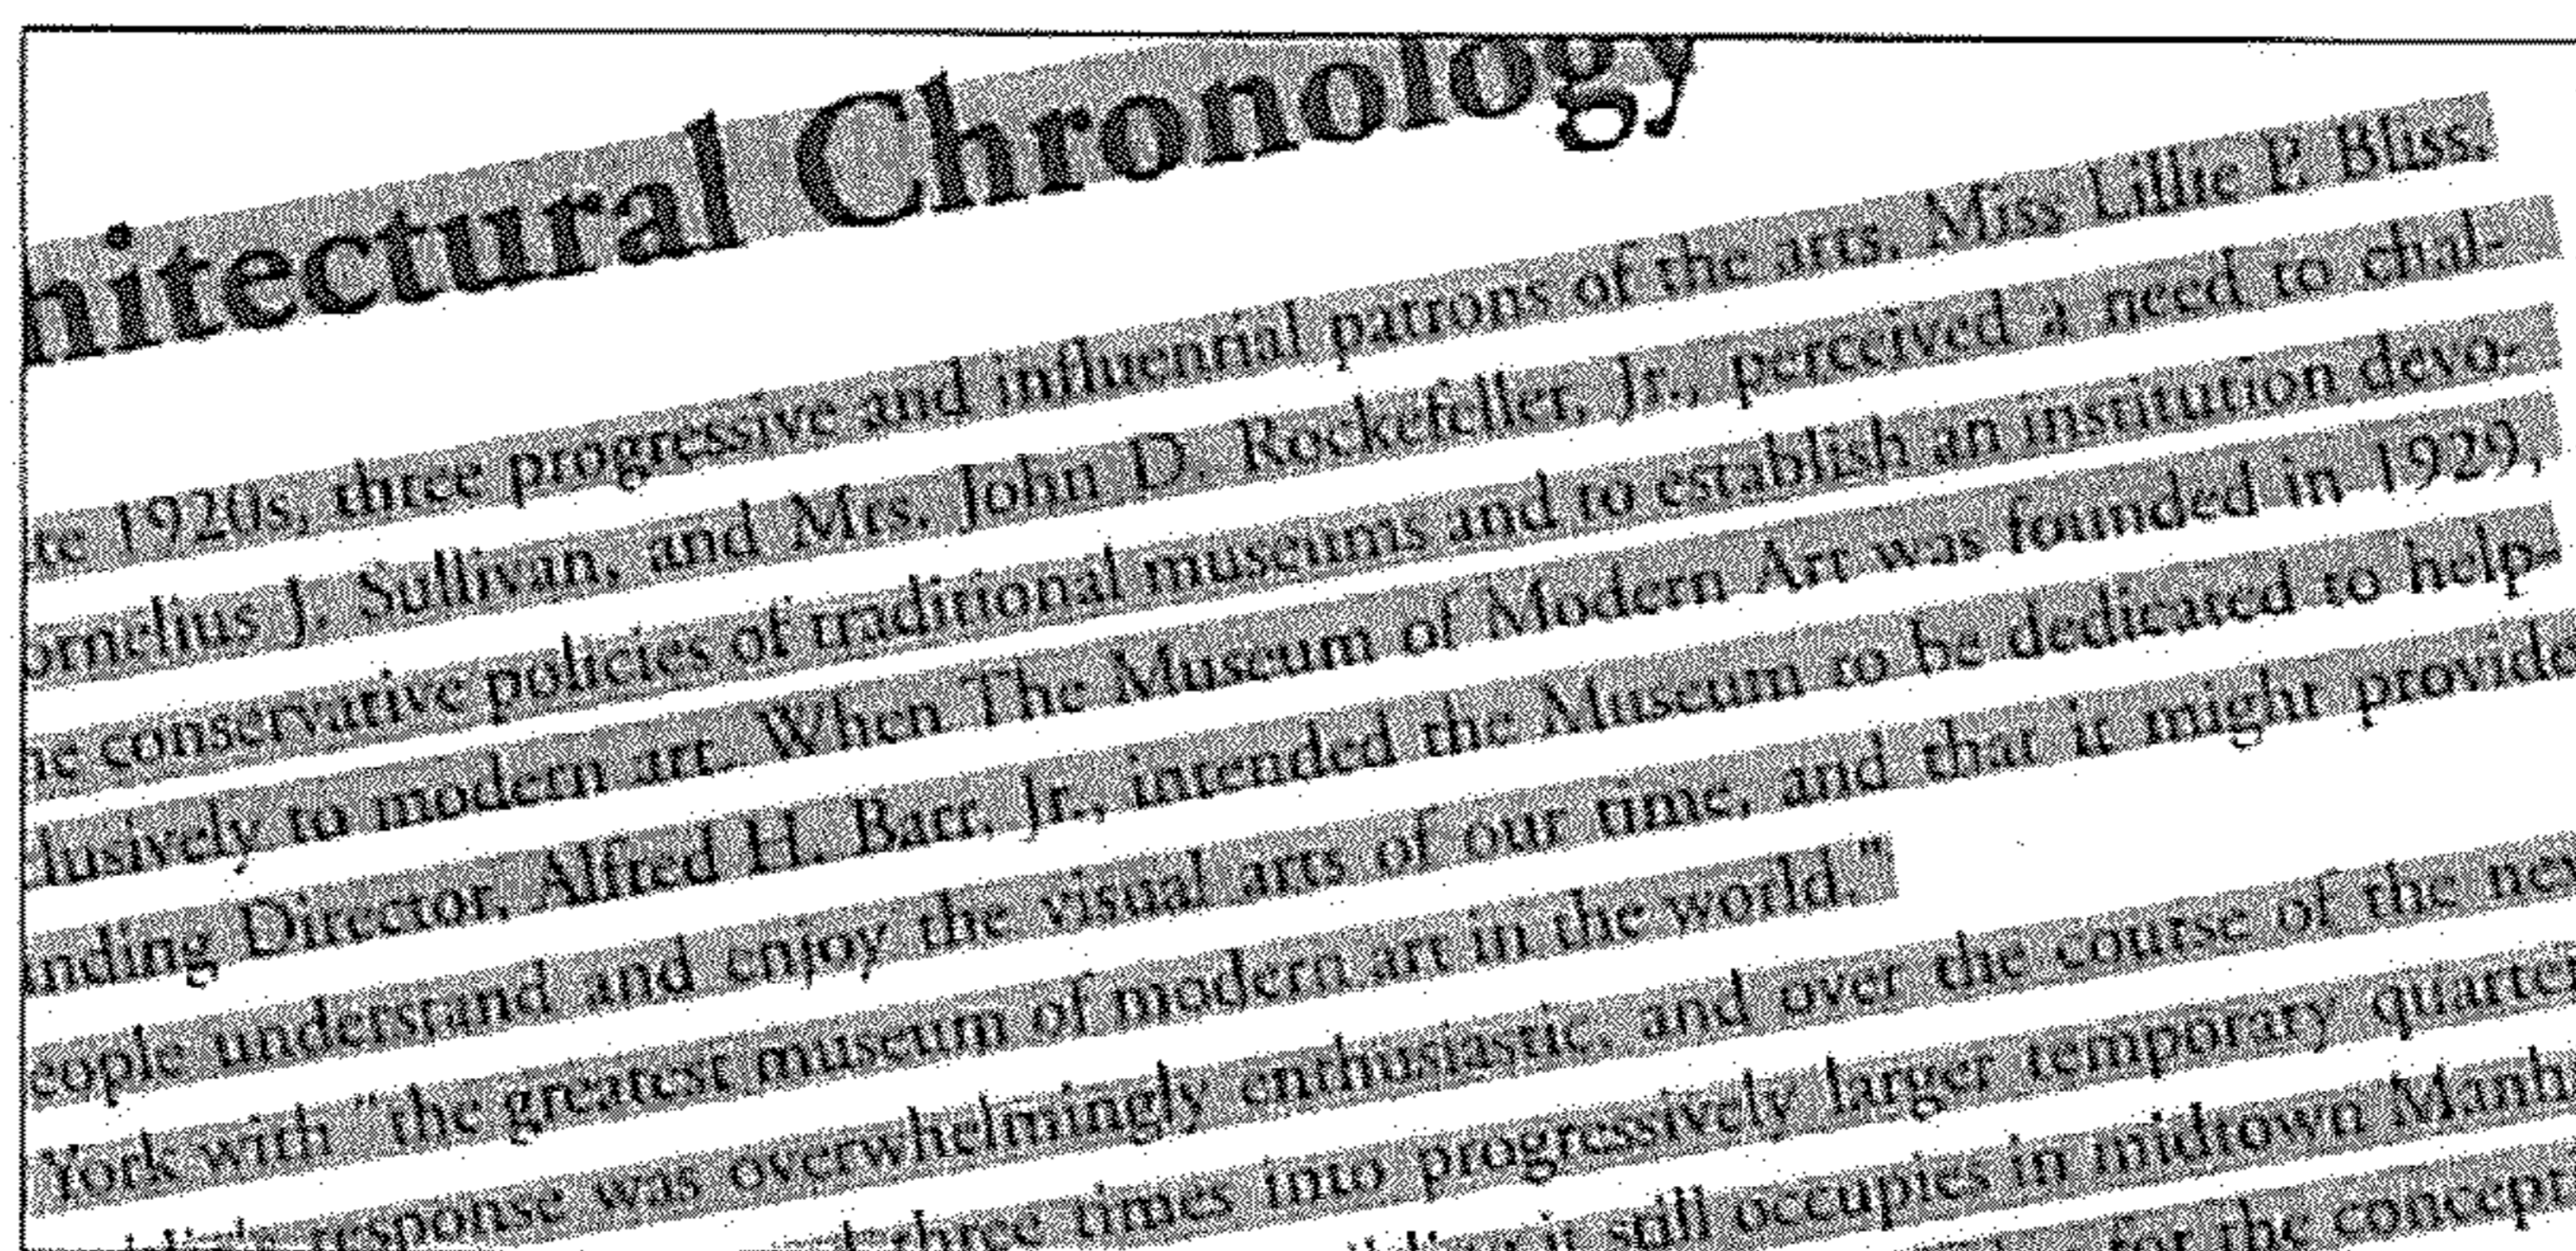 hitectural Chronology
te 1920s, three progressive and influential patrons of the arts, Miss Lillie P. Bliss,
ornelius J. Sullivan, and Mrs. John D. Rockefeller, Jr., perceived a need to chal-
he conservative policies of traditional museums and to establish an institution devo-
lusively to modern art. When The Museum of Modern Art was founded in 1929,
nding Director, Alfred H. Barr, Jr., intended the Museum to be dedicated to help-
eople understand and enjoy the visual arts of our time, and that it might provide
York with "the greatest museum of modern art in the world."
response was overwhelmingly enthusiastic, and over the course of the nex
three times into progressively larger temporary quarter
it still occupies in midtown Manha
for the concept